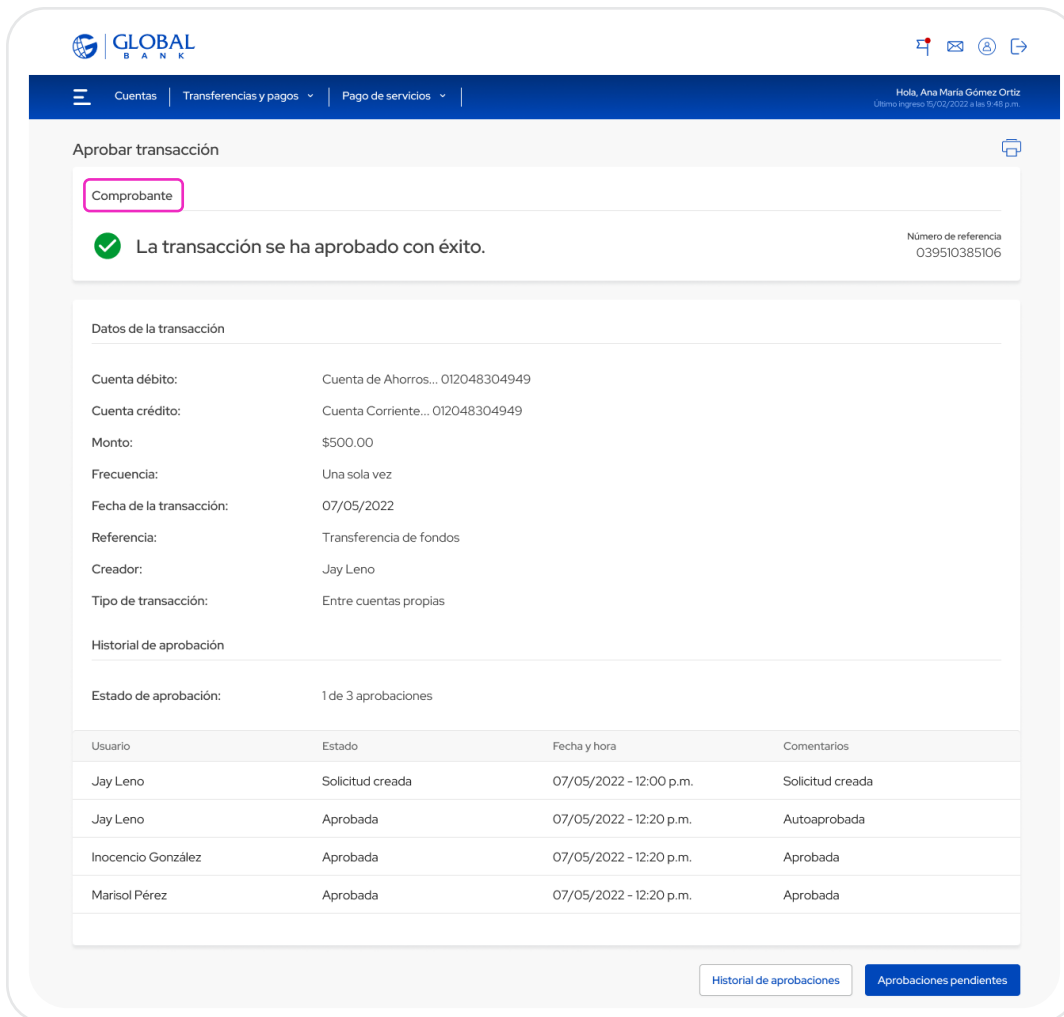 GLOBAL
BANK
Cuentas Transferencias y pagos Pago de servicios
Hola, Ana María Gómez Ortiz
Último ingreso 15/02/2022 a las 9:48 p.m.
Aprobar transacción
Comprobante
La transacción se ha aprobado con éxito.
Número de referencia
039510385106
Datos de la transacción
Cuenta débito: Cuenta de Ahorros... 012048304949
Cuenta crédito: Cuenta Corriente... 012048304949
Monto: $500.00
Frecuencia: Una sola vez
Fecha de la transacción: 07/05/2022
Referencia: Transferencia de fondos
Creador: Jay Leno
Tipo de transacción: Entre cuentas propias
Historial de aprobación
Estado de aprobación: 1 de 3 aprobaciones
Usuario Estado Fecha y hora Comentarios
Jay Leno Solicitud creada 07/05/2022 - 12:00 p.m. Solicitud creada
Jay Leno Aprobada 07/05/2022 - 12:20 p.m. Autoaprobada
Inocencio González Aprobada 07/05/2022 - 12:20 p.m. Aprobada
Marisol Pérez Aprobada 07/05/2022 - 12:20 p.m. Aprobada
Historial de aprobaciones Aprobaciones pendientes